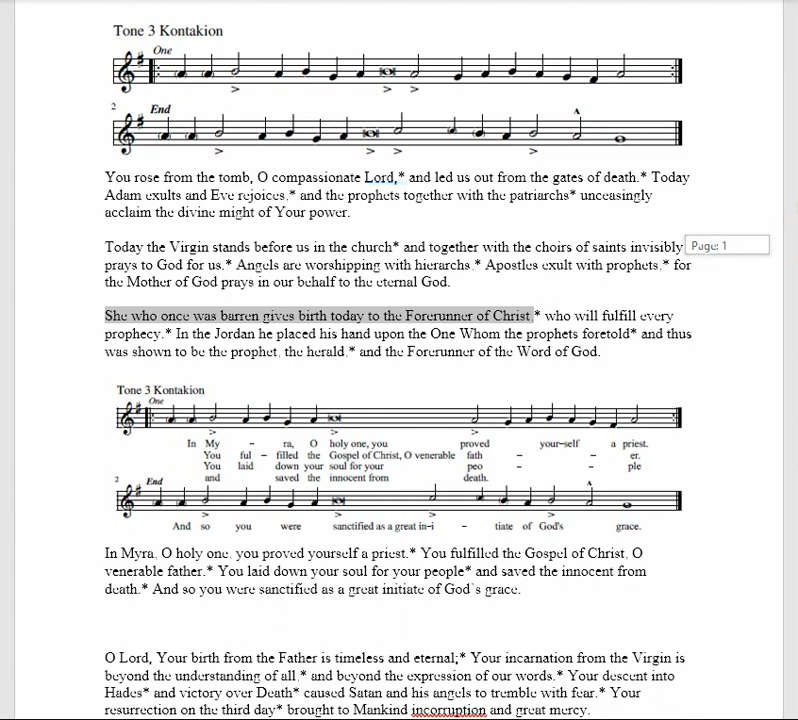 Tone 3 Kontakion
One
2
End
You rose from the tomb, O compassionate Lord,* and led us out from the gates of death.* Today
Adam exults and Eve rejoices,* and the prophets together with the patriarchs* unceasingly
acclaim the divine might of Your power.
Today the Virgin stands before us in the church* and together with the choirs of saints invisibly
Page: 1
prays to God for us.* Angels are worshipping with hierarchs.* Apostles exult with prophets,* for
the Mother of God prays in our behalf to the eternal God.
She who once was barren gives birth today to the Forerunner of Christ,* who will fulfill every
prophecy.* In the Jordan he placed his hand upon the One Whom the prophets foretold* and thus
was shown to be the prophet, the herald,* and the Forerunner of the Word of God.
Tone 3 Kontakion
One
In My - ra, O holy one, you proved your-self a priest.
You ful - filled the Gospel of Christ, O venerable fath - - er.
You laid down your soul for your peo - - ple
and saved the innocent from death.
2
End
And so you were sanctified as a great in-i - tiate of God's grace.
In Myra, O holy one, you proved yourself a priest.* You fulfilled the Gospel of Christ, O
venerable father.* You laid down your soul for your people* and saved the innocent from
death.* And so you were sanctified as a great initiate of God's grace.
O Lord, Your birth from the Father is timeless and eternal;* Your incarnation from the Virgin is
beyond the understanding of all,* and beyond the expression of our words.* Your descent into
Hades* and victory over Death* caused Satan and his angels to tremble with fear.* Your
resurrection on the third day* brought to Mankind incorruption and great mercy.